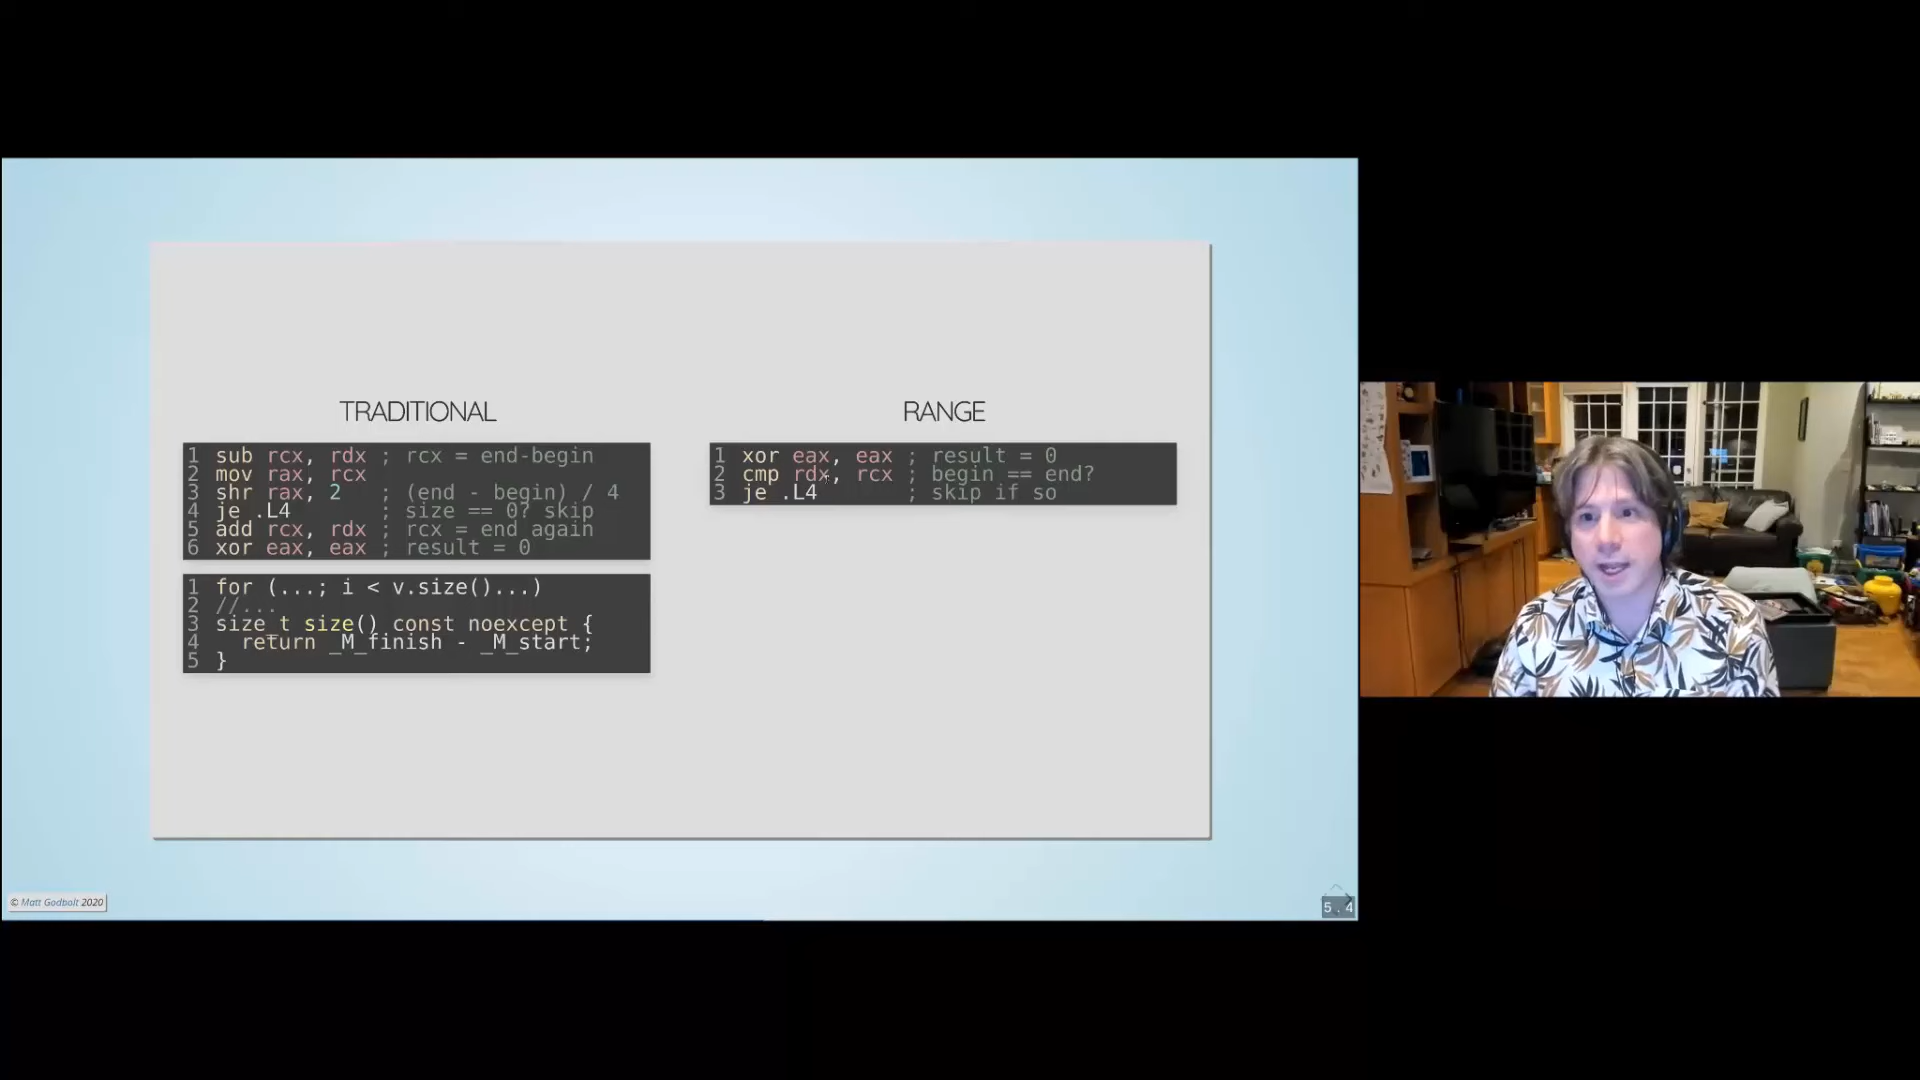 TRADITIONAL
1 sub rcx, rdx ; rcx = end-begin
2 mov rax, rcx
3 shr rax, 2   ; (end - begin) / 4
4 je .L4       ; size == 0? skip
5 add rcx, rdx ; rcx = end again
6 xor eax, eax ; result = 0
1 for (...; i < v.size()...)
2 //...
3 size_t size() const noexcept {
4   return _M_finish - _M_start;
5 }
RANGE
1 xor eax, eax ; result = 0
2 cmp rdx, rcx ; begin == end?
3 je .L4       ; skip if so
© Matt Godbolt 2020
5.4